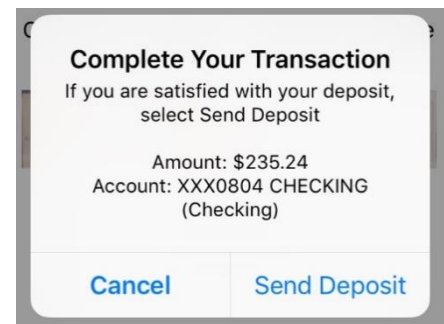 Complete Your Transaction
If you are satisfied with your deposit,
select Send Deposit
Amount: $235.24
Account: XXX0804 CHECKING
(Checking)
Cancel
Send Deposit